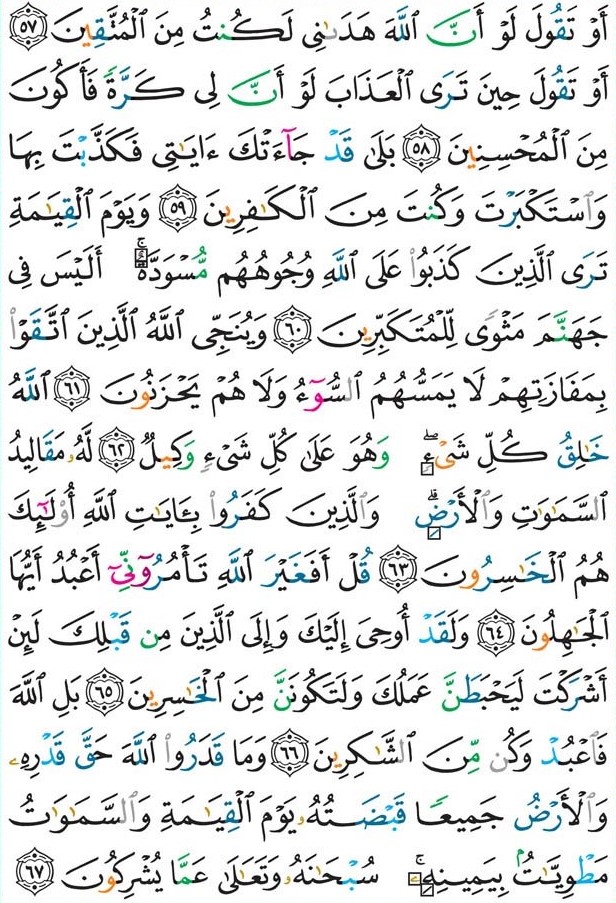 أَوْ تَقُولَ لَوْ أَنَّ ٱللَّهَ هَدَىٰنِى لَكُنتُ مِنَ ٱلْمُتَّقِينَ ٥٧
أَوْ تَقُولَ حِينَ تَرَى ٱلْعَذَابَ لَوْ أَنَّ لِى كَرَّةً فَأَكُونَ
مِنَ ٱلْمُحْسِنِينَ ٥٨ بَلَىٰ قَدْ جَآءَتْكَ ءَايَٰتِى فَكَذَّبْتَ بِهَا
وَٱسْتَكْبَرْتَ وَكُنتَ مِنَ ٱلْكَٰفِرِينَ ٥٩ وَيَوْمَ ٱلْقِيَٰمَةِ
تَرَى ٱلَّذِينَ كَذَبُوا۟ عَلَى ٱللَّهِ وُجُوهُهُم مُّسْوَدَّةٌ ۚ أَلَيْسَ فِى
جَهَنَّمَ مَثْوًى لِّلْمُتَكَبِّرِينَ ٦٠ وَيُنَجِّى ٱللَّهُ ٱلَّذِينَ ٱتَّقَوْا۟
بِمَفَازَتِهِمْ لَا يَمَسُّهُمُ ٱلسُّوٓءُ وَلَا هُمْ يَحْزَنُونَ ٦١ ٱللَّهُ
خَٰلِقُ كُلِّ شَىْءٍ ۖ وَهُوَ عَلَىٰ كُلِّ شَىْءٍ وَكِيلٌ ٦٢ لَّهُۥ مَقَالِيدُ
ٱلسَّمَٰوَٰتِ وَٱلْأَرْضِ ۗ وَٱلَّذِينَ كَفَرُوا۟ بِـَٔايَٰتِ ٱللَّهِ أُو۟لَٰٓئِكَ
هُمُ ٱلْخَٰسِرُونَ ٦٣ قُلْ أَفَغَيْرَ ٱللَّهِ تَأْمُرُوٓنِّىٓ أَعْبُدُ أَيُّهَا
ٱلْجَٰهِلُونَ ٦٤ وَلَقَدْ أُوحِىَ إِلَيْكَ وَإِلَى ٱلَّذِينَ مِن قَبْلِكَ لَئِنْ
أَشْرَكْتَ لَيَحْبَطَنَّ عَمَلُكَ وَلَتَكُونَنَّ مِنَ ٱلْخَٰسِرِينَ ٦٥ بَلِ ٱللَّهَ
فَٱعْبُدْ وَكُن مِّنَ ٱلشَّٰكِرِينَ ٦٦ وَمَا قَدَرُوا۟ ٱللَّهَ حَقَّ قَدْرِهِۦ
وَٱلْأَرْضُ جَمِيعًا قَبْضَتُهُۥ يَوْمَ ٱلْقِيَٰمَةِ وَٱلسَّمَٰوَٰتُ
مَطْوِيَّٰتٌۢ بِيَمِينِهِۦ ۚ سُبْحَٰنَهُۥ وَتَعَٰلَىٰ عَمَّا يُشْرِكُونَ ٦٧